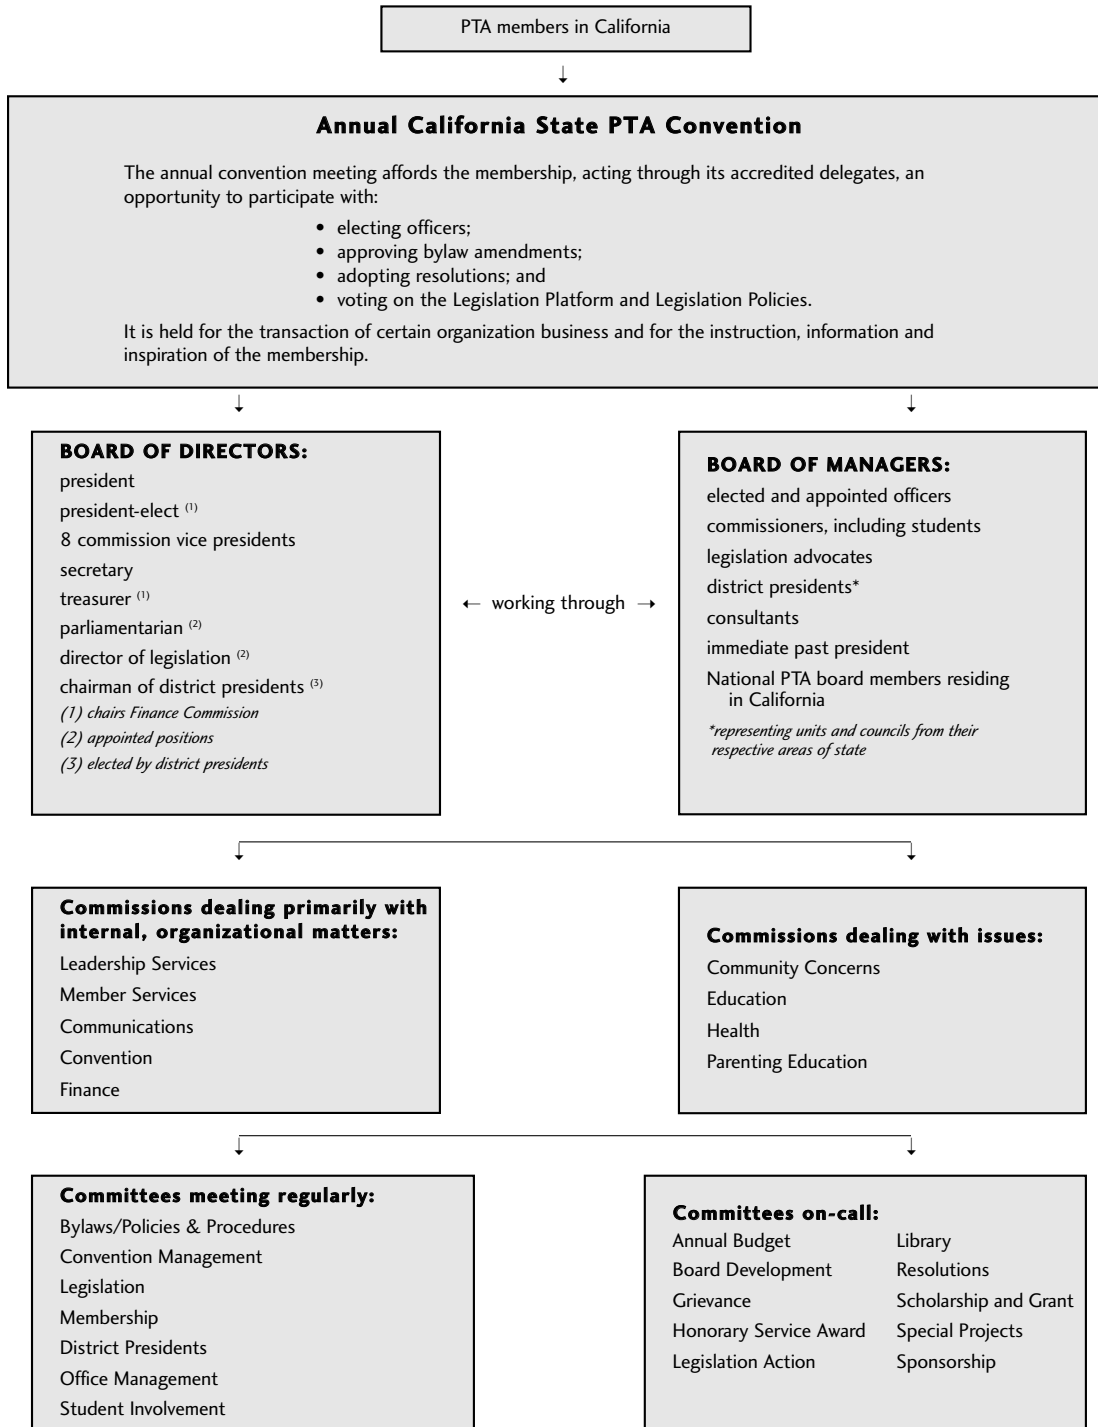 PTA members in California
↓
Annual California State PTA Convention
The annual convention meeting affords the membership, acting through its accredited delegates, an
opportunity to participate with:
• electing officers;
• approving bylaw amendments;
• adopting resolutions; and
• voting on the Legislation Platform and Legislation Policies.
It is held for the transaction of certain organization business and for the instruction, information and
inspiration of the membership.
BOARD OF DIRECTORS:
president
president-elect (1)
8 commission vice presidents
secretary
treasurer (1)
parliamentarian (2)
director of legislation (2)
chairman of district presidents (3)
(1) chairs Finance Commission
(2) appointed positions
(3) elected by district presidents
← working through →
BOARD OF MANAGERS:
elected and appointed officers
commissioners, including students
legislation advocates
district presidents*
consultants
immediate past president
National PTA board members residing
in California
*representing units and councils from their
respective areas of state
Commissions dealing primarily with
internal, organizational matters:
Leadership Services
Member Services
Communications
Convention
Finance
Commissions dealing with issues:
Community Concerns
Education
Health
Parenting Education
Committees meeting regularly:
Bylaws/Policies & Procedures
Convention Management
Legislation
Membership
District Presidents
Office Management
Student Involvement
Committees on-call:
Annual Budget
Board Development
Grievance
Honorary Service Award
Legislation Action
Library
Resolutions
Scholarship and Grant
Special Projects
Sponsorship